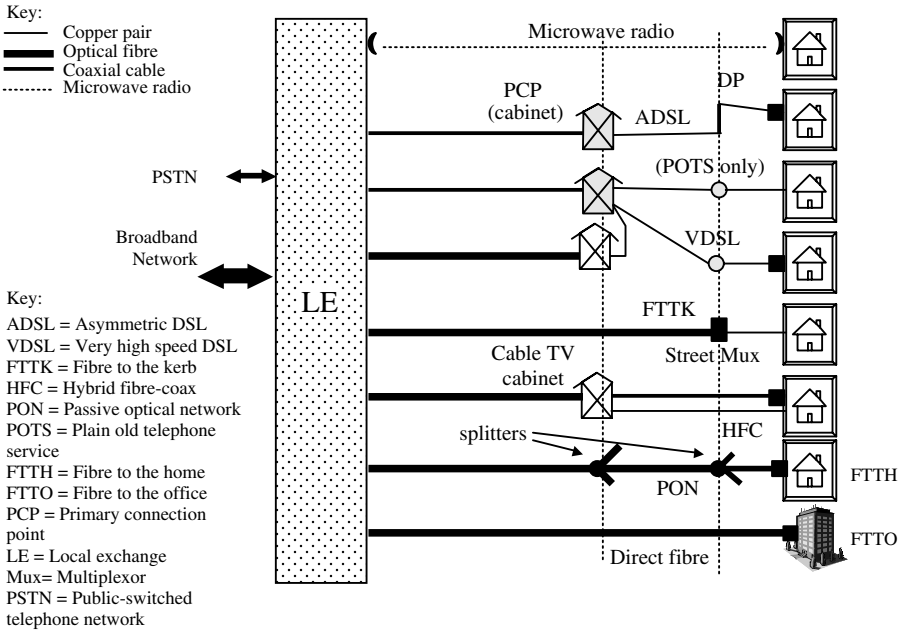 Key:
Copper pair
Optical fibre
Coaxial cable
Microwave radio
Microwave radio
PCP
(cabinet)
ADSL
DP
PSTN
(POTS only)
Broadband
Network
VDSL
LE
FTTK
Street Mux
Cable TV
cabinet
HFC
splitters
PON
FTTH
Direct fibre
FTTO
Key:
ADSL = Asymmetric DSL
VDSL = Very high speed DSL
FTTK = Fibre to the kerb
HFC = Hybrid fibre-coax
PON = Passive optical network
POTS = Plain old telephone
service
FTTH = Fibre to the home
FTTO = Fibre to the office
PCP = Primary connection
point
LE = Local exchange
Mux= Multiplexor
PSTN = Public-switched
telephone network